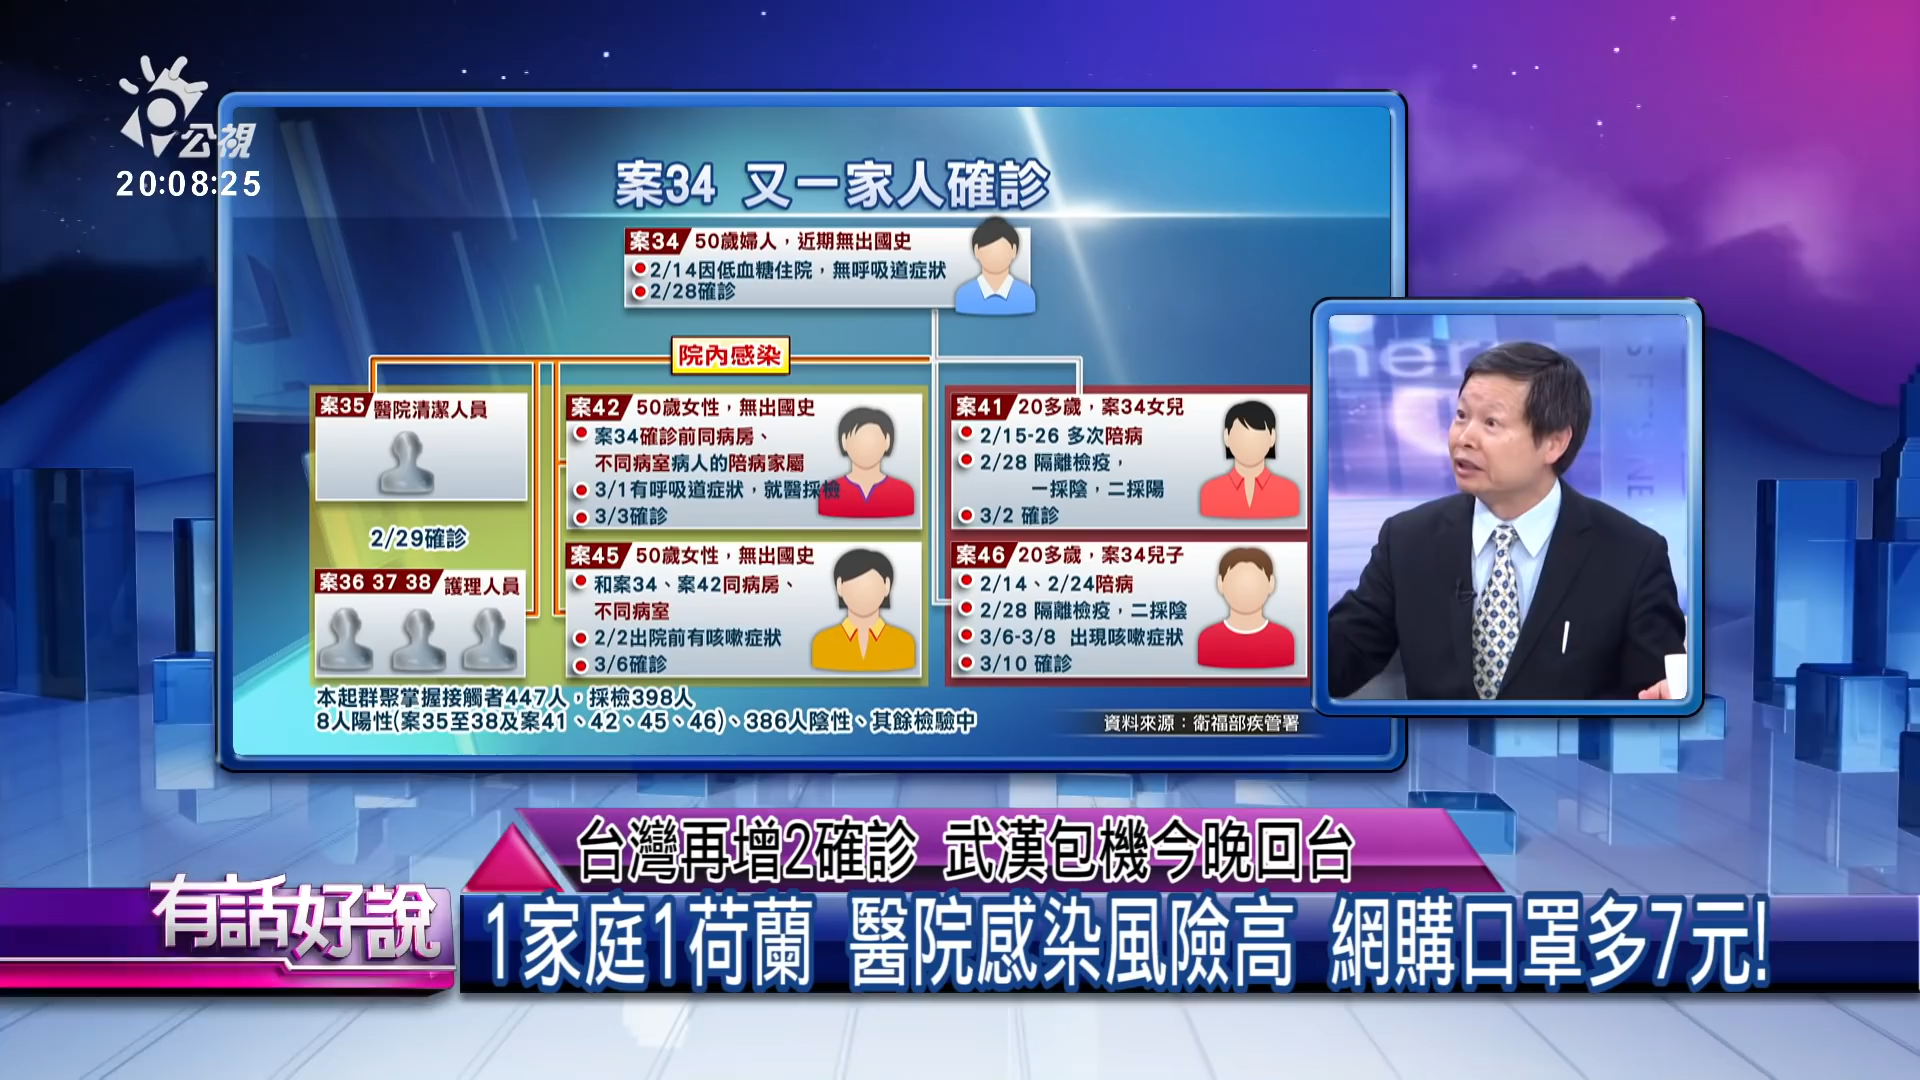 公視
20:08:25
案34 又一家人確診
案34 50歲婦人，近期無出國史
2/14因低血糖住院，無呼吸道症狀
2/28確診
院內感染
案35 醫院清潔人員
2/29確診
案36 37 38 護理人員
案42 50歲女性，無出國史
案34確診前同病房、
不同病室病人的陪病家屬
3/1有呼吸道症狀，就醫採檢
3/3確診
案45 50歲女性，無出國史
和案34、案42同病房、
不同病室
2/2出院前有咳嗽症狀
3/6確診
案41 20多歲，案34女兒
2/15-26 多次陪病
2/28 隔離檢疫，
一採陰，二採陽
3/2 確診
案46 20多歲，案34兒子
2/14、2/24陪病
2/28 隔離檢疫，二採陰
3/6-3/8 出現咳嗽症狀
3/10 確診
本起群聚掌握接觸者447人，採檢398人
8人陽性(案35至38及案41、42、45、46)、386人陰性、其餘檢驗中
資料來源：衛福部疾管署
台灣再增2確診 武漢包機今晚回台
有話好說
1家庭1荷蘭 醫院感染風險高 網購口罩多7元!